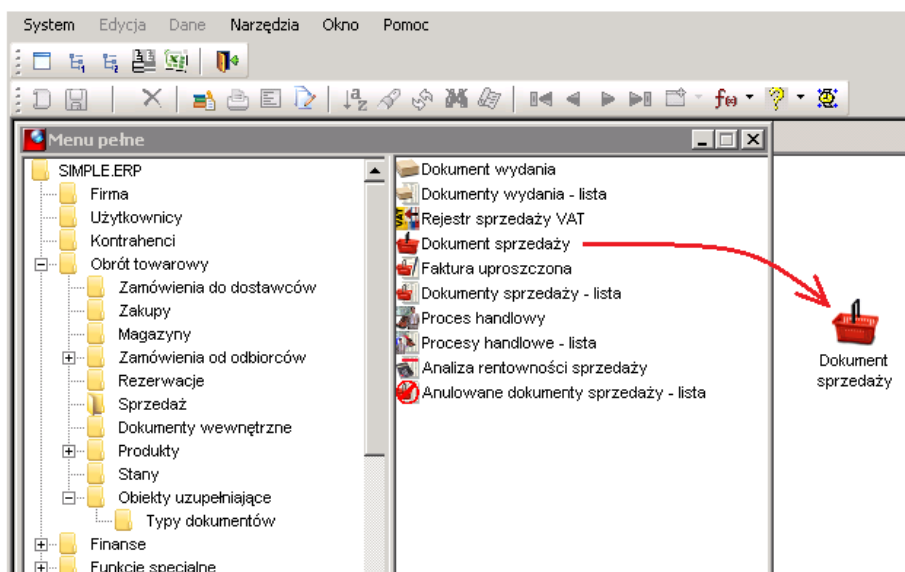 System Edycja Dane Narzędzia Okno Pomoc
Menu pełne
SIMPLE.ERP
Firma
Użytkownicy
Kontrahenci
Obrót towarowy
Zamówienia do dostawców
Zakupy
Magazyny
Zamówienia od odbiorców
Rezerwacje
Sprzedaż
Dokumenty wewnętrzne
Produkty
Stany
Obiekty uzupełniające
Typy dokumentów
Finanse
Funkcje specjalne
Dokument wydania
Dokumenty wydania - lista
Rejestr sprzedaży VAT
Dokument sprzedaży
Faktura uproszczona
Dokumenty sprzedaży - lista
Proces handlowy
Procesy handlowe - lista
Analiza rentowności sprzedaży
Anulowane dokumenty sprzedaży - lista
Dokument
sprzedaży